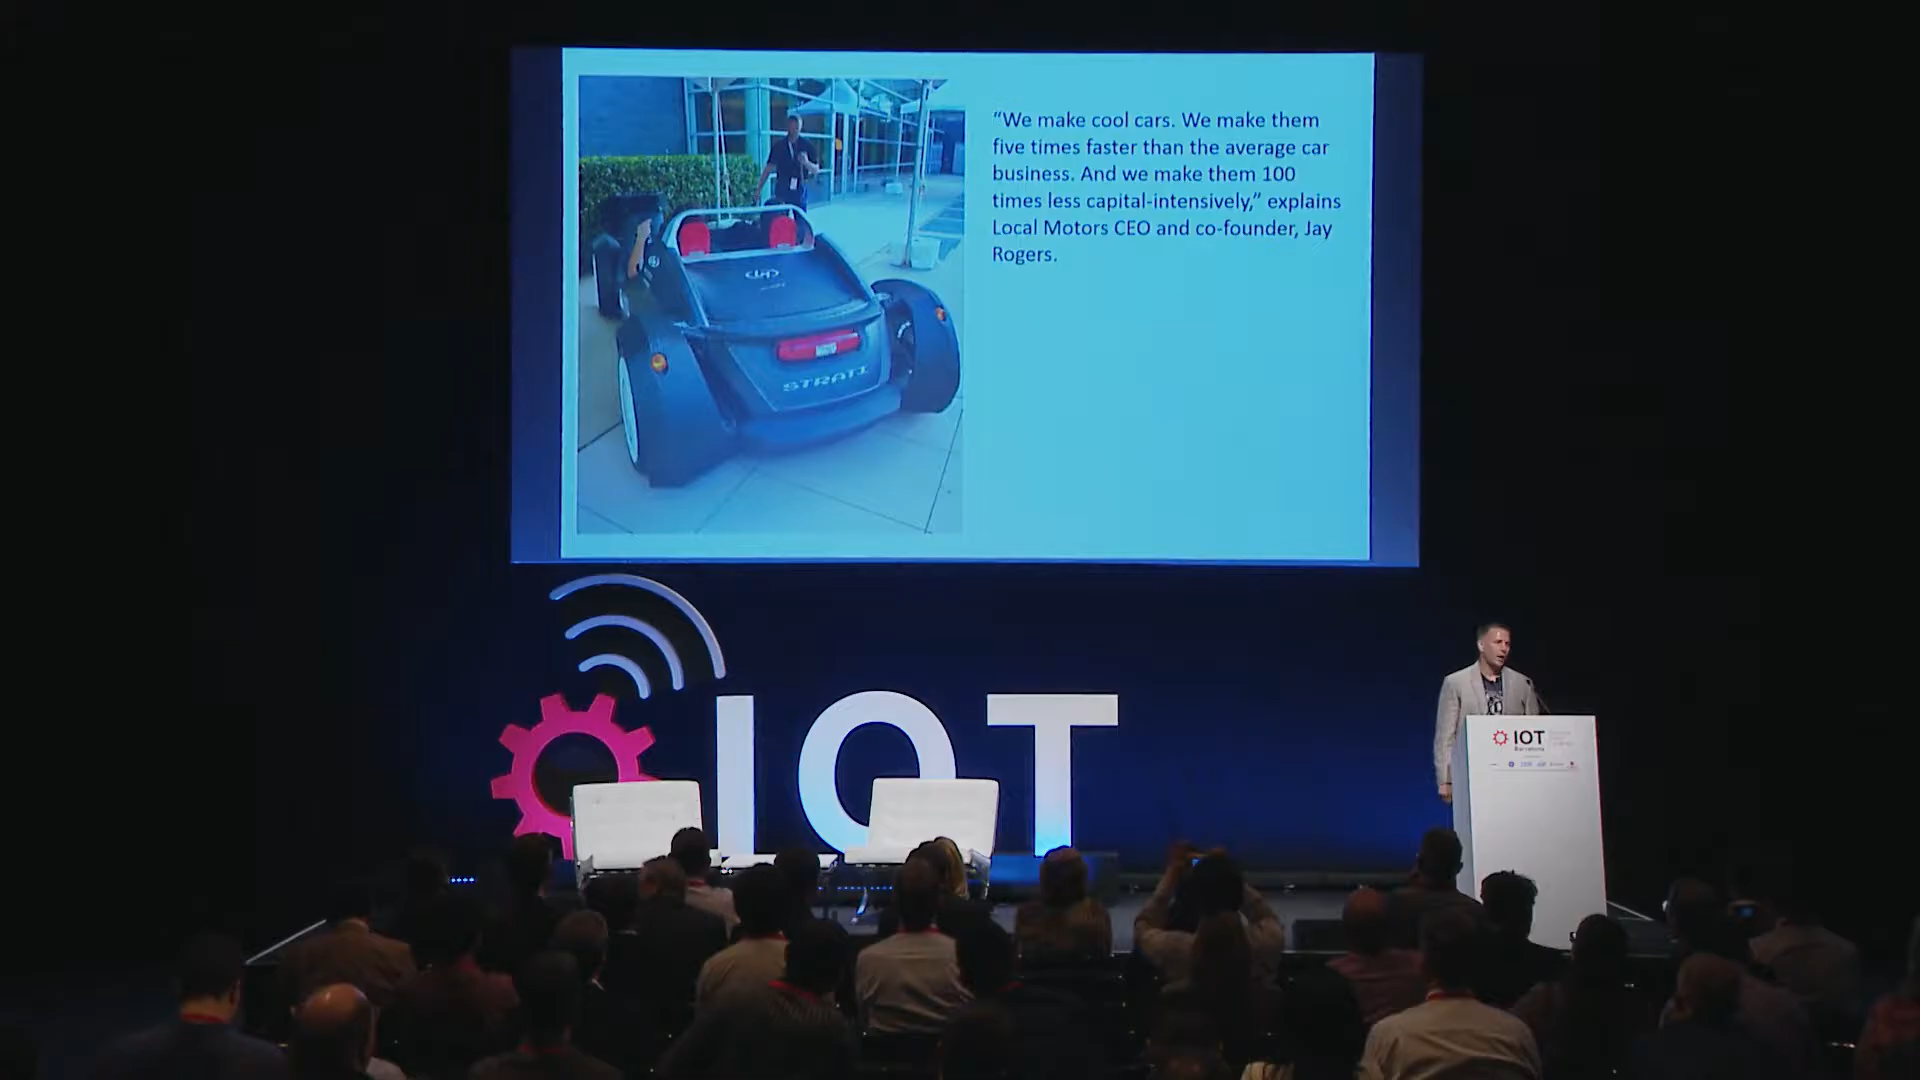 “We make cool cars. We make them
five times faster than the average car
business. And we make them 100
times less capital-intensively,” explains
Local Motors CEO and co-founder, Jay
Rogers.
STRATI
IOT
IOT
Barcelona